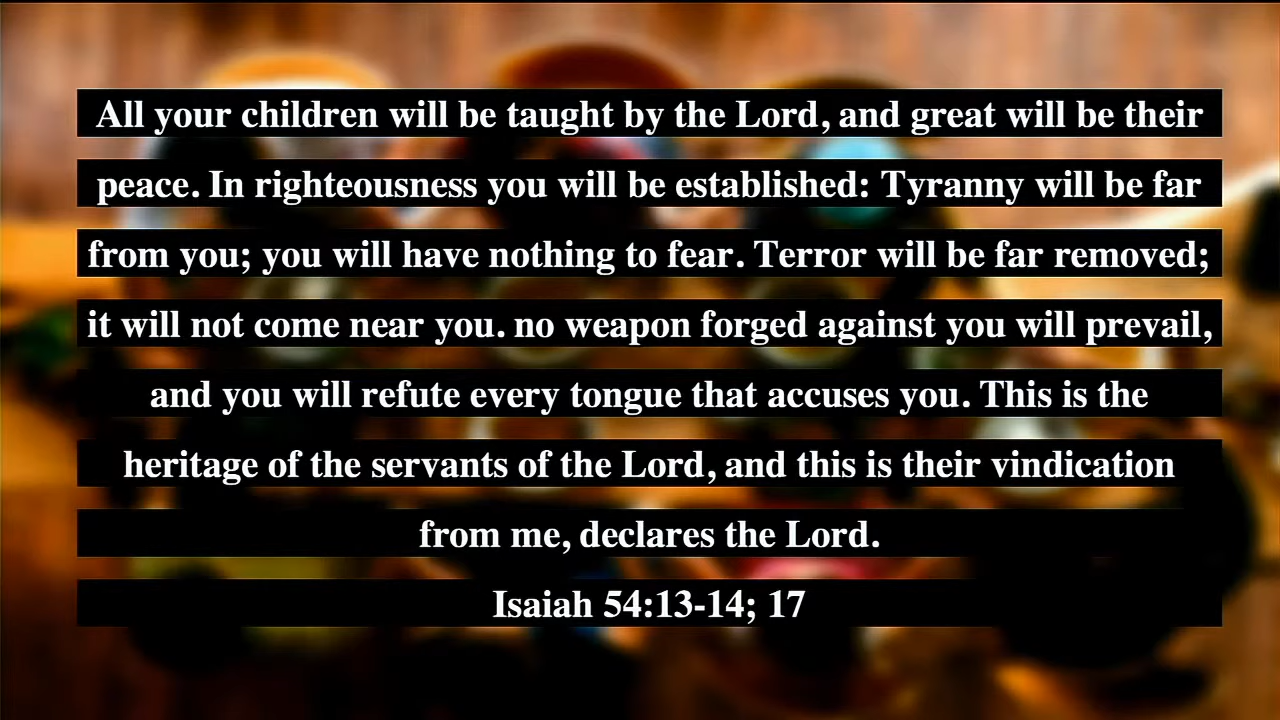 All your children will be taught by the Lord, and great will be their
peace. In righteousness you will be established: Tyranny will be far
from you; you will have nothing to fear. Terror will be far removed;
it will not come near you. no weapon forged against you will prevail,
and you will refute every tongue that accuses you. This is the
heritage of the servants of the Lord, and this is their vindication
from me, declares the Lord.
Isaiah 54:13-14; 17